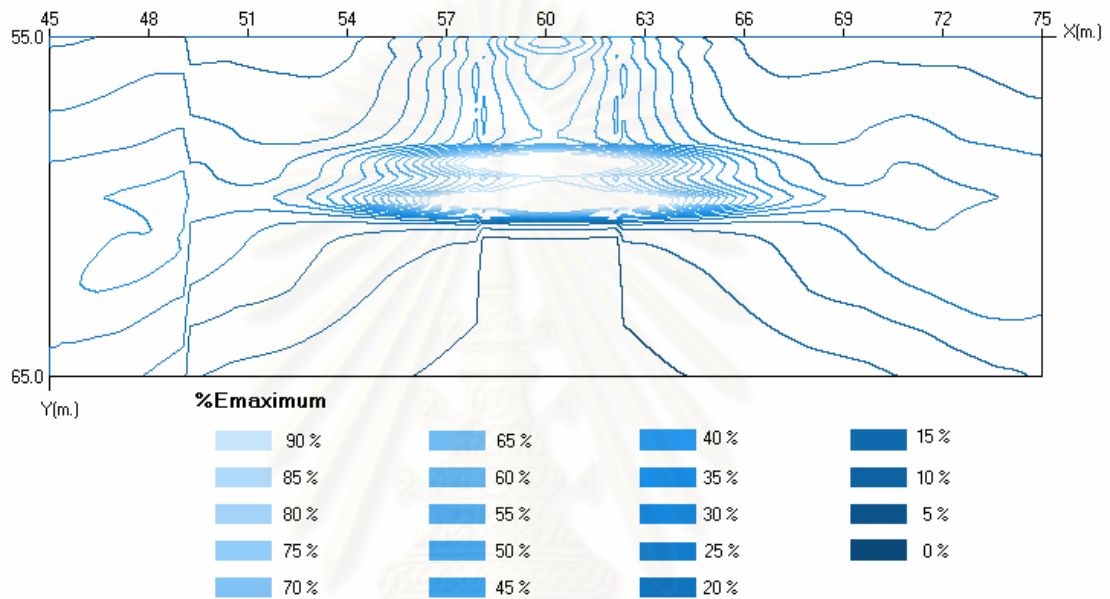 45 48 51 54 57 60 63 66 69 72 75
X(m.)
55.0
65.0
Y(m.)
%Emaximum
90 % 65 % 40 % 15 %
85 % 60 % 35 % 10 %
80 % 55 % 30 % 5 %
75 % 50 % 25 % 0 %
70 % 45 % 20 %